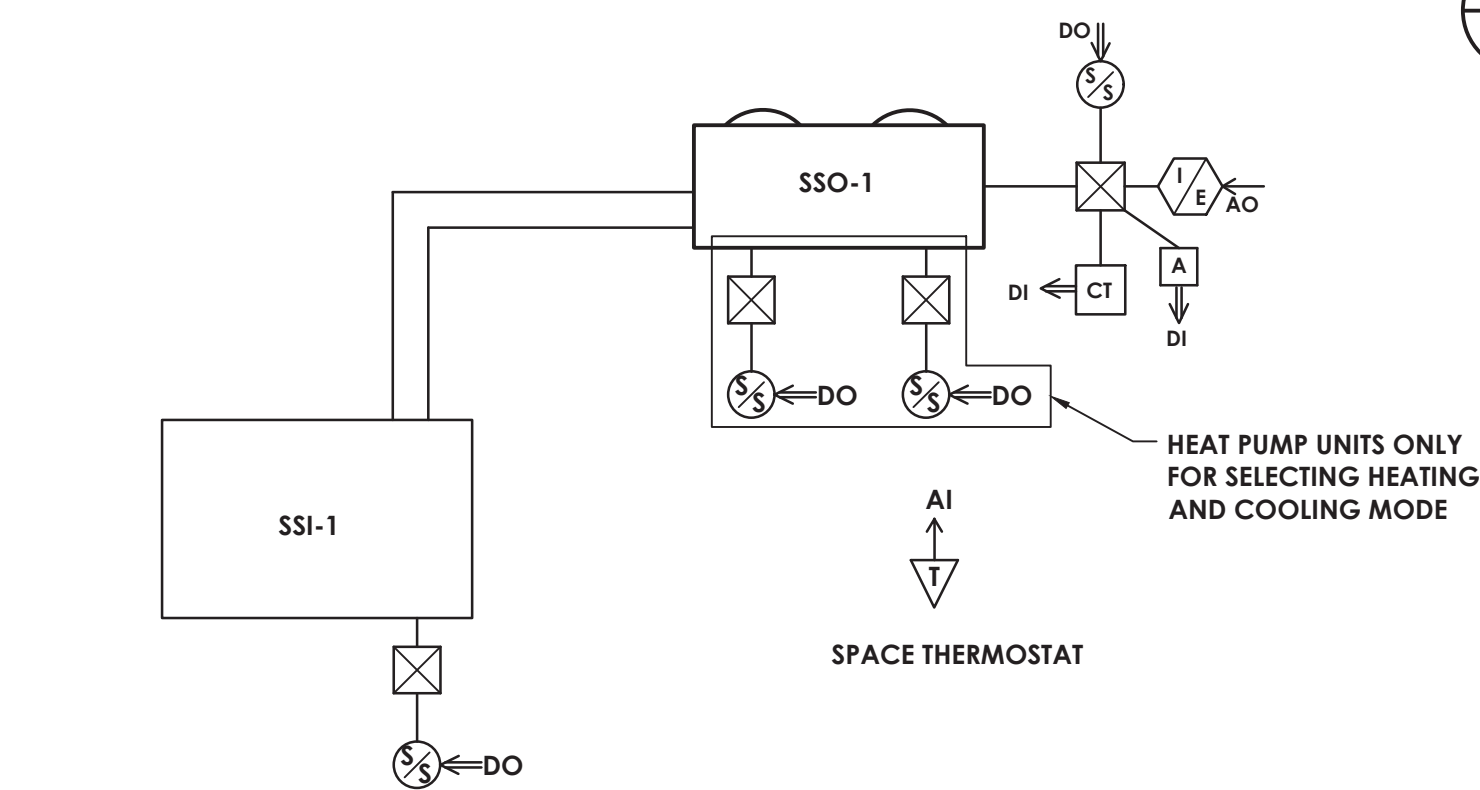 DO
S/S
SSO-1
I/E
AO
A
DI
CT
DI
S/S
DO
S/S
DO
HEAT PUMP UNITS ONLY
FOR SELECTING HEATING
AND COOLING MODE
AI
T
SSI-1
SPACE THERMOSTAT
S/S
DO